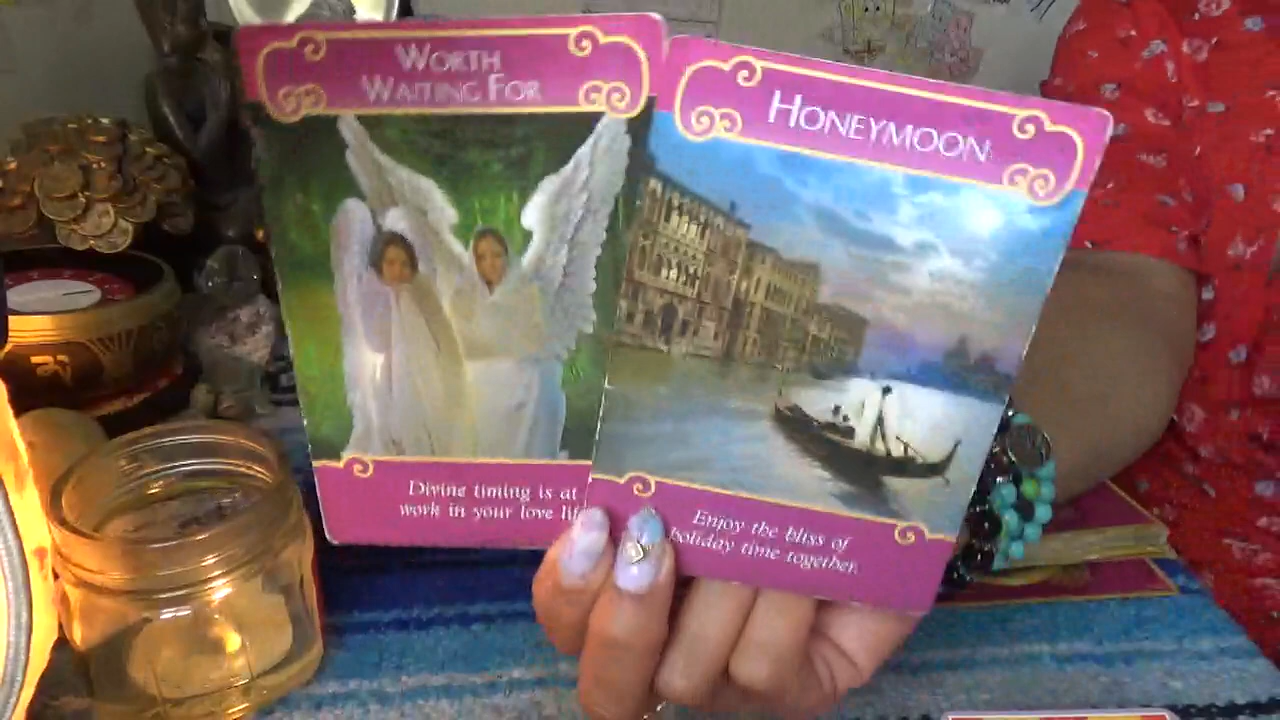 WORTH
WAITING FOR
Divine timing is at
work in your love
HONEYMOON
Enjoy the bliss of
holiday time together.